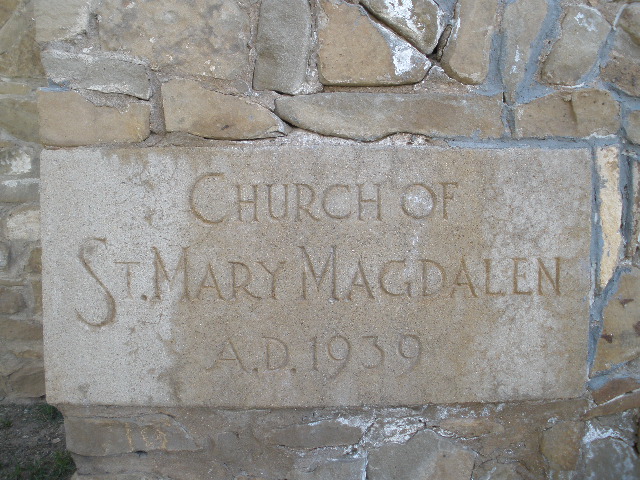 Church of
St. Mary Magdalen
A.D. 1939